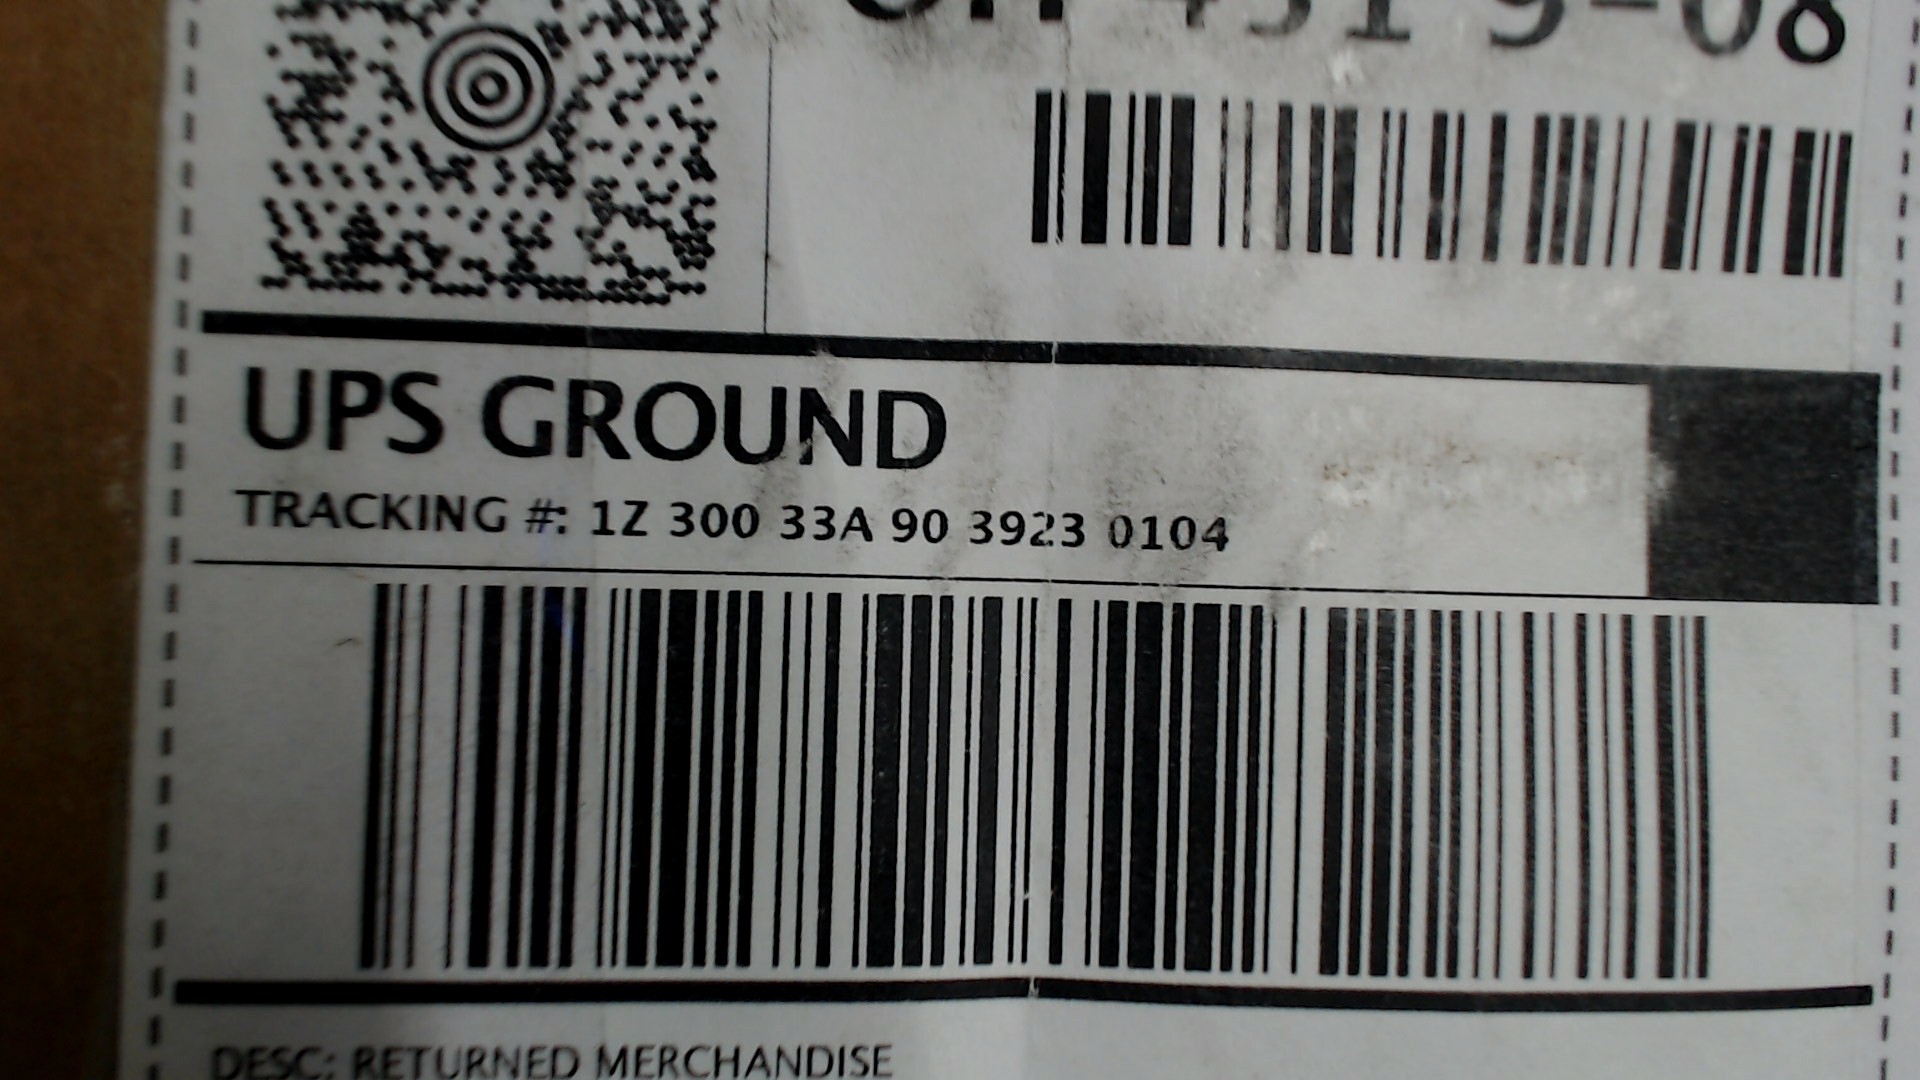 UPS GROUND
TRACKING #: 1Z 300 33A 90 3923 0104
DESC: RETURNED MERCHANDISE